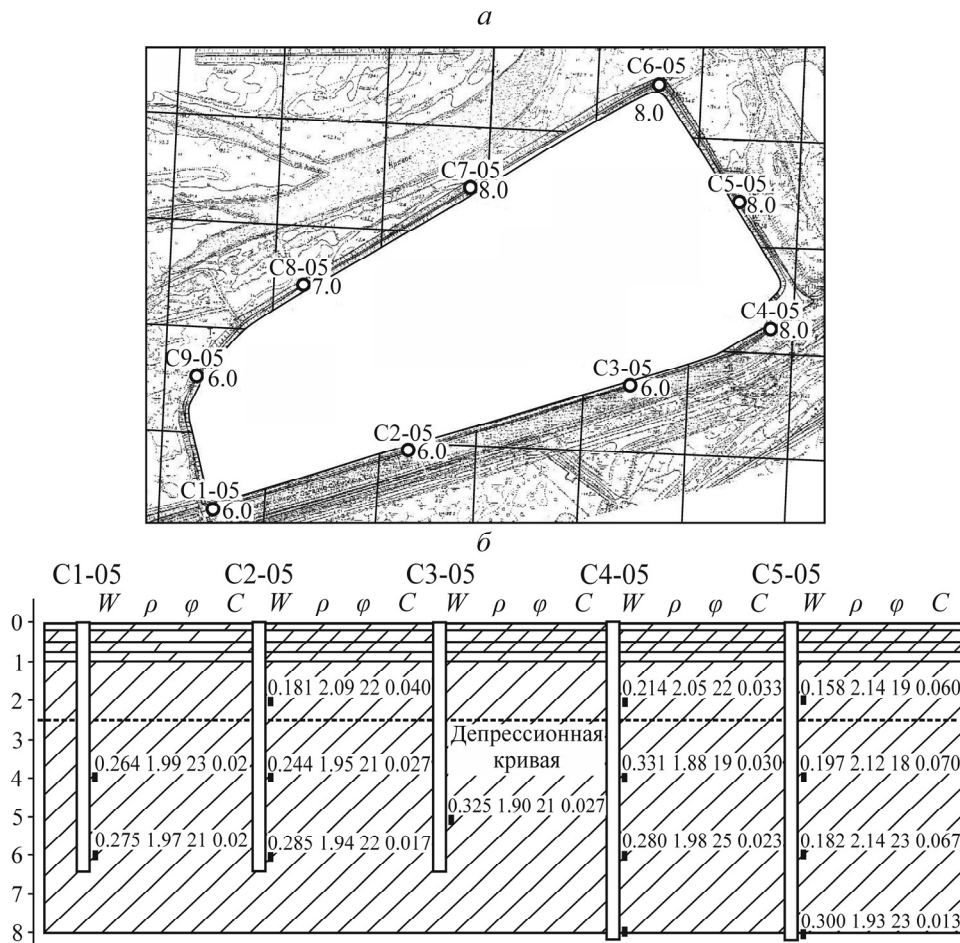 а
С6-05
8.0
С7-05
8.0
С5-05
8.0
С8-05
7.0
С4-05
8.0
С9-05
6.0
С3-05
6.0
С2-05
6.0
С1-05
6.0
б
С1-05 С2-05 С3-05 С4-05 С5-05
W ρ φ C W ρ φ C W ρ φ C W ρ φ C W ρ φ C
0
1
0.181 2.09 22 0.040 0.214 2.05 22 0.033 0.158 2.14 19 0.060
2
3 Депрессионная
кривая
0.264 1.99 23 0.02 0.244 1.95 21 0.027 0.331 1.88 19 0.030 0.197 2.12 18 0.070
4
5 0.325 1.90 21 0.027
0.275 1.97 21 0.02 0.285 1.94 22 0.017 0.280 1.98 25 0.023 0.182 2.14 23 0.067
6
7
0.300 1.93 23 0.013
8